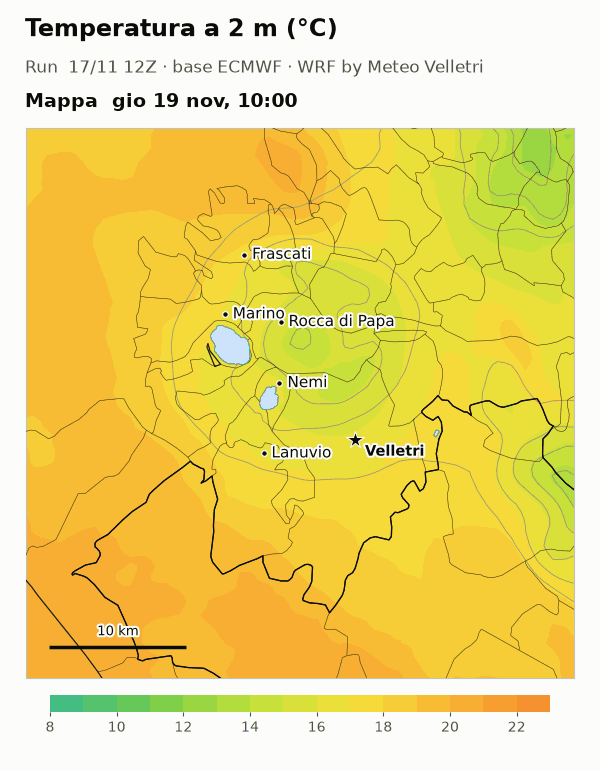 Temperatura a 2 m (°C)
Run  17/11 12Z · base ECMWF · WRF by Meteo Velletri
Mappa  gio 19 nov, 10:00
Frascati
Marino
Rocca di Papa
Nemi
Velletri
Lanuvio
10 km
8 10 12 14 16 18 20 22